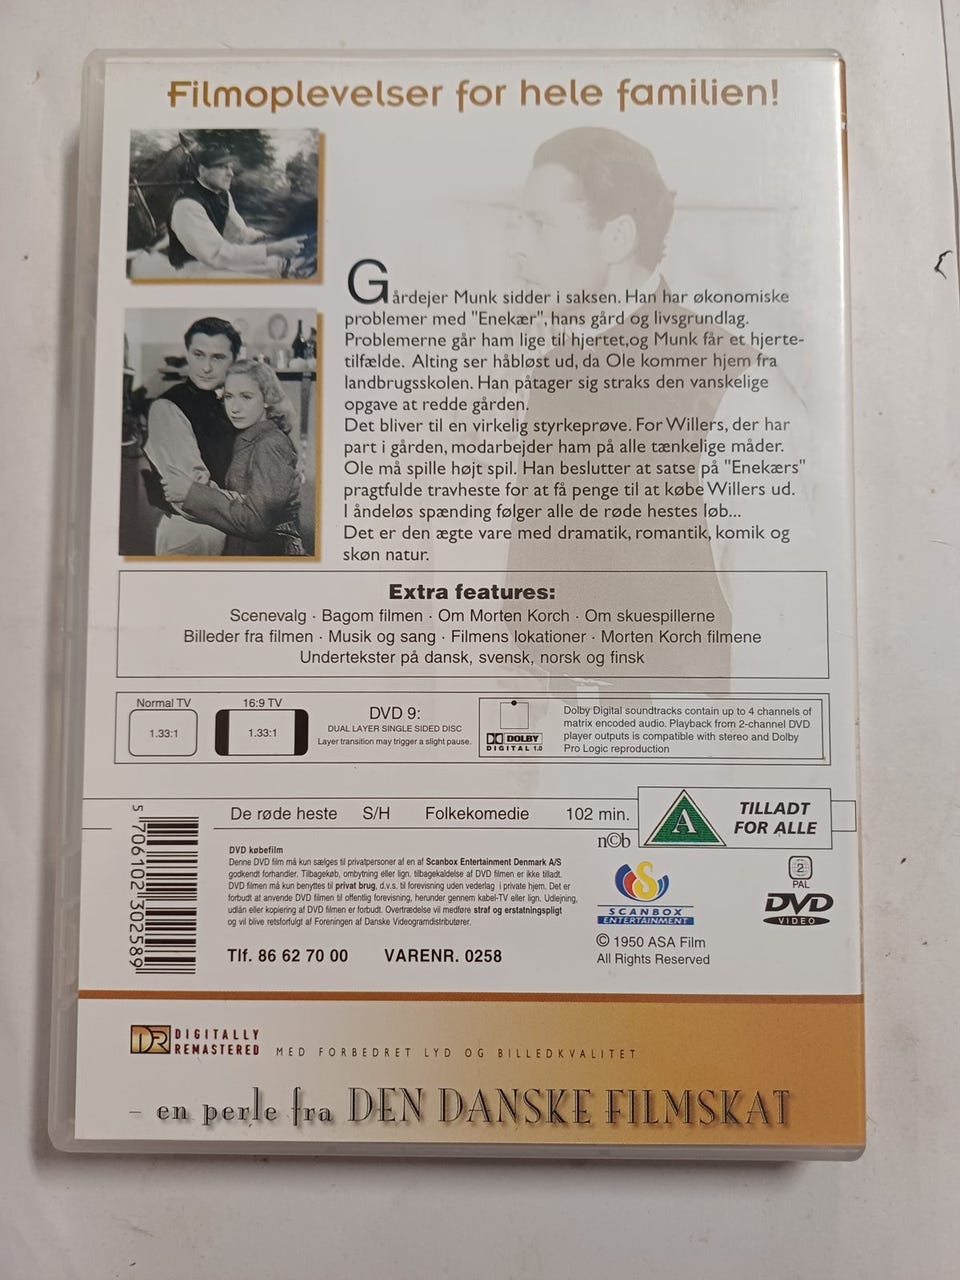 Filmoplevelser for hele familien!
Gårdejer Munk sidder i saksen. Han har økonomiske
problemer med "Enekær", hans gård og livsgrundlag.
Problemerne går ham lige til hjertet,og Munk får et hjerte-
tilfælde. Alting ser håbløst ud, da Ole kommer hjem fra
landbrugsskolen. Han påtager sig straks den vanskelige
opgave at redde gården.
Det bliver til en virkelig styrkeprøve. For Willers, der har
part i gården, modarbejder ham på alle tænkelige måder.
Ole må spille højt spil. Han beslutter at satse på "Enekærs"
pragtfulde travheste for at få penge til at købe Willers ud.
I åndeløs spænding følger alle de røde hestes løb...
Det er den ægte vare med dramatik, romantik, komik og
skøn natur.
Extra features:
Scenevalg · Bagom filmen · Om Morten Korch · Om skuespillerne
Billeder fra filmen · Musik og sang · Filmens lokationer · Morten Korch filmene
Undertekster på dansk, svensk, norsk og finsk
Normal TV
1.33:1
16:9 TV
1.33:1
DVD 9:
DUAL LAYER SINGLE SIDED DISC
Layer transition may trigger a slight pause.
DOLBY
DIGITAL 1.0
Dolby Digital soundtracks contain up to 4 channels of
matrix encoded audio. Playback from 2-channel DVD
player outputs is compatible with stereo and Dolby
Pro Logic reproduction
De røde heste S/H Folkekomedie 102 min.
n©b
A
TILLADT
FOR ALLE
5 706102 302589
DVD købefilm
Denne DVD film må kun sælges til privatpersoner af en af Scanbox Entertainment Denmark A/S
godkendt forhandler. Tilbagekøb, ombytning eller lign. tilbagekaldelse af DVD filmen er ikke tilladt.
DVD filmen må kun benyttes til privat brug, d.v.s. til forevisning uden vederlag i private hjem. Det er
forbudt at anvende DVD filmen til offentlig forevisning, herunder gennem kabel-TV eller lign. Udlejning,
udlån eller kopiering af DVD filmen er forbudt. Overtrædelse vil medføre straf og erstatningspligt
og vil blive retsforfulgt af Foreningen af Danske Videogramdistributører.
Tlf. 86 62 70 00 VARENR. 0258
S
SCANBOX
ENTERTAINMENT
© 1950 ASA Film
All Rights Reserved
2
PAL
DVD
VIDEO
DR DIGITALLY
REMASTERED MED FORBEDRET LYD OG BILLEDKVALITET
– en perle fra DEN DANSKE FILMSKAT